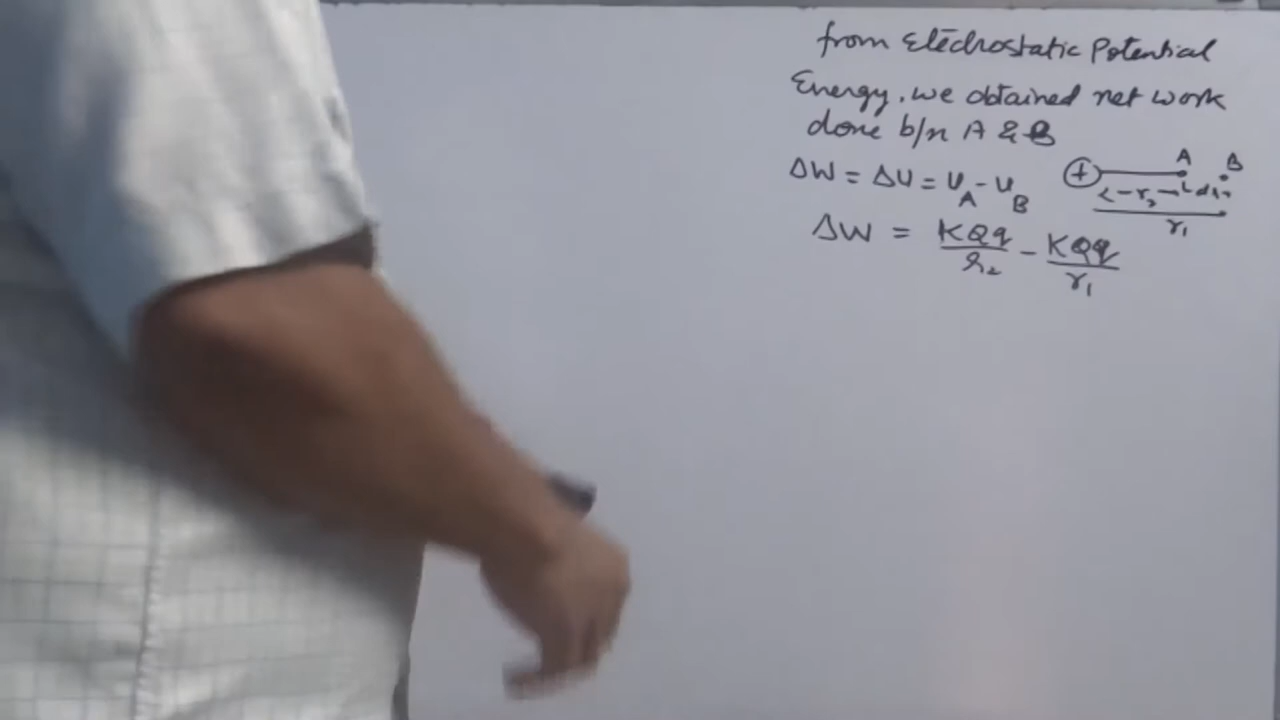 from Electrostatic Potential
Energy, we obtained net work
done b/n A & B
ΔW = ΔU = U_A - U_B
A B
+
r₂ dr
r₁
ΔW = KQq/r₂ - KQq/r₁